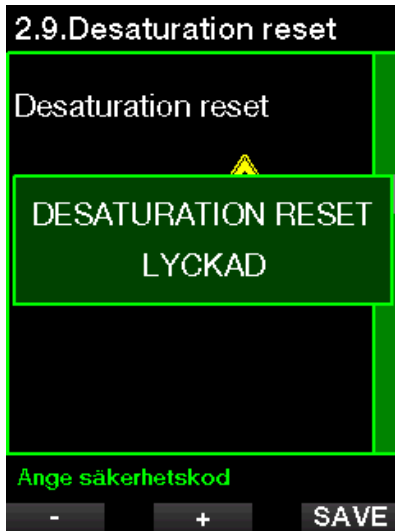 2.9.Desaturation reset
Desaturation reset
DESATURATION RESET
LYCKAD
Ange säkerhetskod
- + SAVE